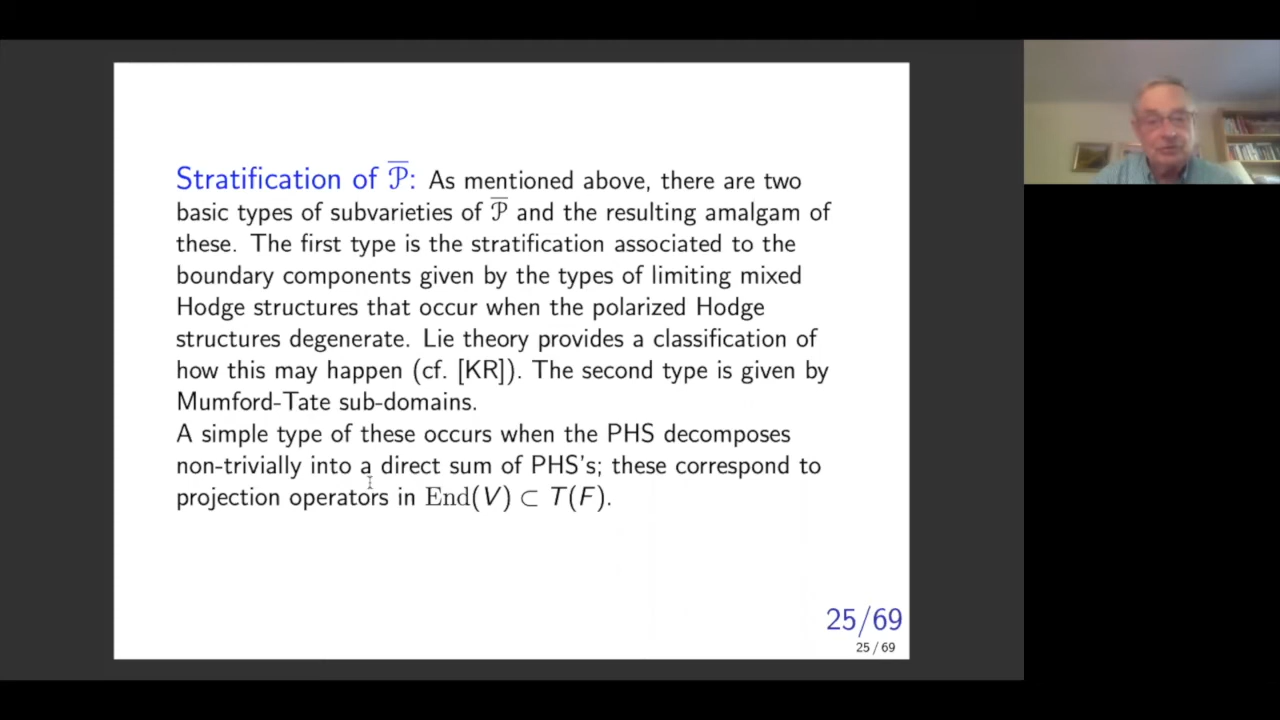 Stratification of $\overline{\mathcal{P}}$: As mentioned above, there are two
basic types of subvarieties of $\overline{\mathcal{P}}$ and the resulting amalgam of
these. The first type is the stratification associated to the
boundary components given by the types of limiting mixed
Hodge structures that occur when the polarized Hodge
structures degenerate. Lie theory provides a classification of
how this may happen (cf. [KR]). The second type is given by
Mumford-Tate sub-domains.
A simple type of these occurs when the PHS decomposes
non-trivially into a direct sum of PHS's; these correspond to
projection operators in End(V) ⊂ T(F).
25/69
25 / 69